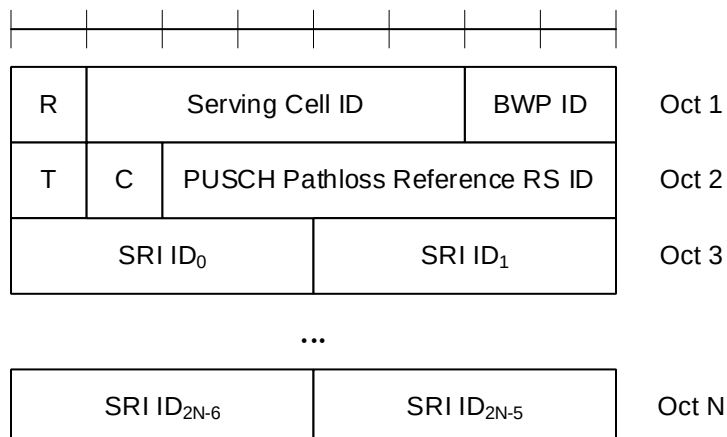 R Serving Cell ID BWP ID Oct 1
T C PUSCH Pathloss Reference RS ID Oct 2
SRI ID₀ SRI ID₁ Oct 3
...
SRI ID₂N-₆ SRI ID₂N-₅ Oct N